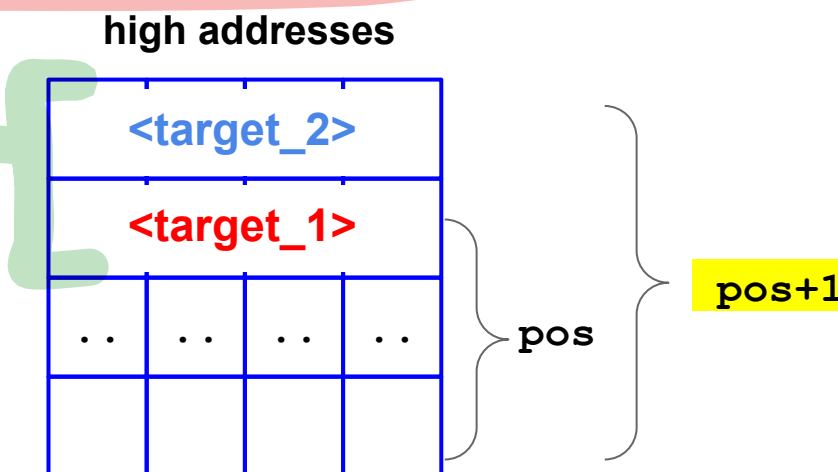 high addresses
<target_2>
<target_1>
.. .. .. ..
pos
pos+1